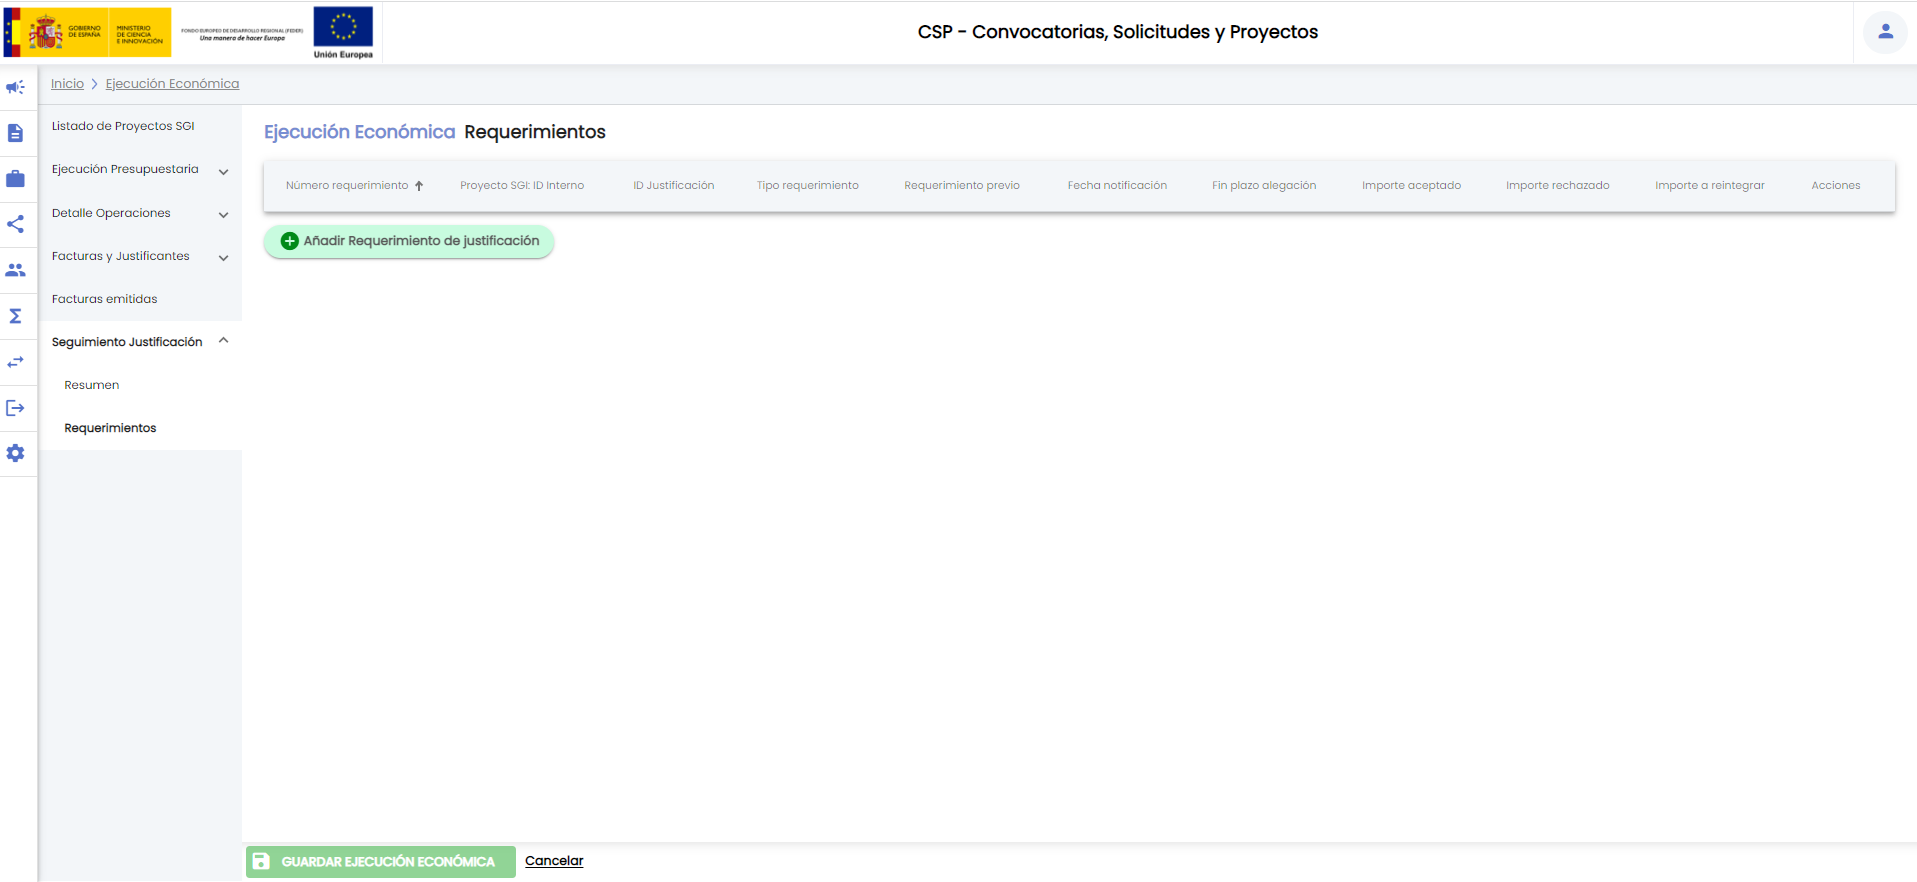 GOBIERNO
DE ESPAÑA
MINISTERIO
DE CIENCIA
E INNOVACIÓN
FONDO EUROPEO DE DESARROLLO REGIONAL (FEDER)
Una manera de hacer Europa
Unión Europea
CSP - Convocatorias, Solicitudes y Proyectos
Inicio > Ejecución Económica
Listado de Proyectos SGI
Ejecución Presupuestaria
Detalle Operaciones
Facturas y Justificantes
Facturas emitidas
Seguimiento Justificación
Resumen
Requerimientos
Ejecución Económica Requerimientos
Número requerimiento Proyecto SGI: ID Interno ID Justificación Tipo requerimiento Requerimiento previo Fecha notificación Fin plazo alegación Importe aceptado Importe rechazado Importe a reintegrar Acciones
Añadir Requerimiento de justificación
GUARDAR EJECUCIÓN ECONÓMICA Cancelar